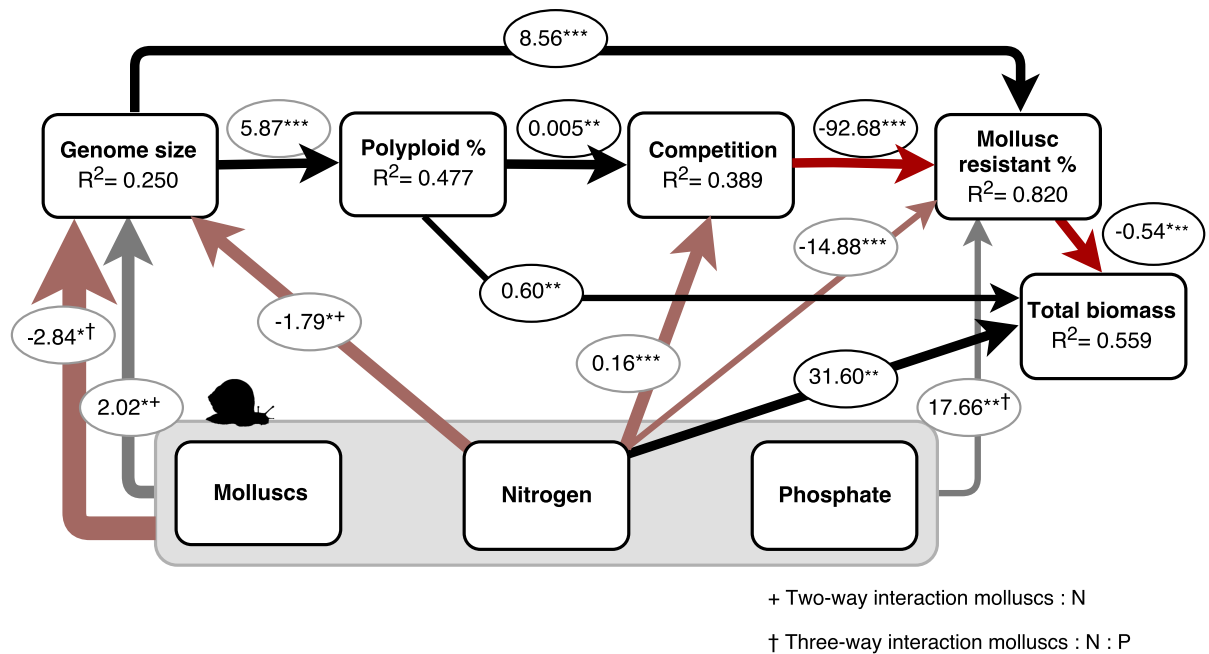 8.56***
Genome size
R²= 0.250
5.87***
Polyploid %
R²= 0.477
0.005**
Competition
R²= 0.389
-92.68***
Mollusc
resistant %
R²= 0.820
-0.54***
-14.88***
0.60**
Total biomass
R²= 0.559
-2.84*†
-1.79*+
0.16***
31.60**
2.02*+
17.66**†
Molluscs
Nitrogen
Phosphate
+ Two-way interaction molluscs : N
† Three-way interaction molluscs : N : P